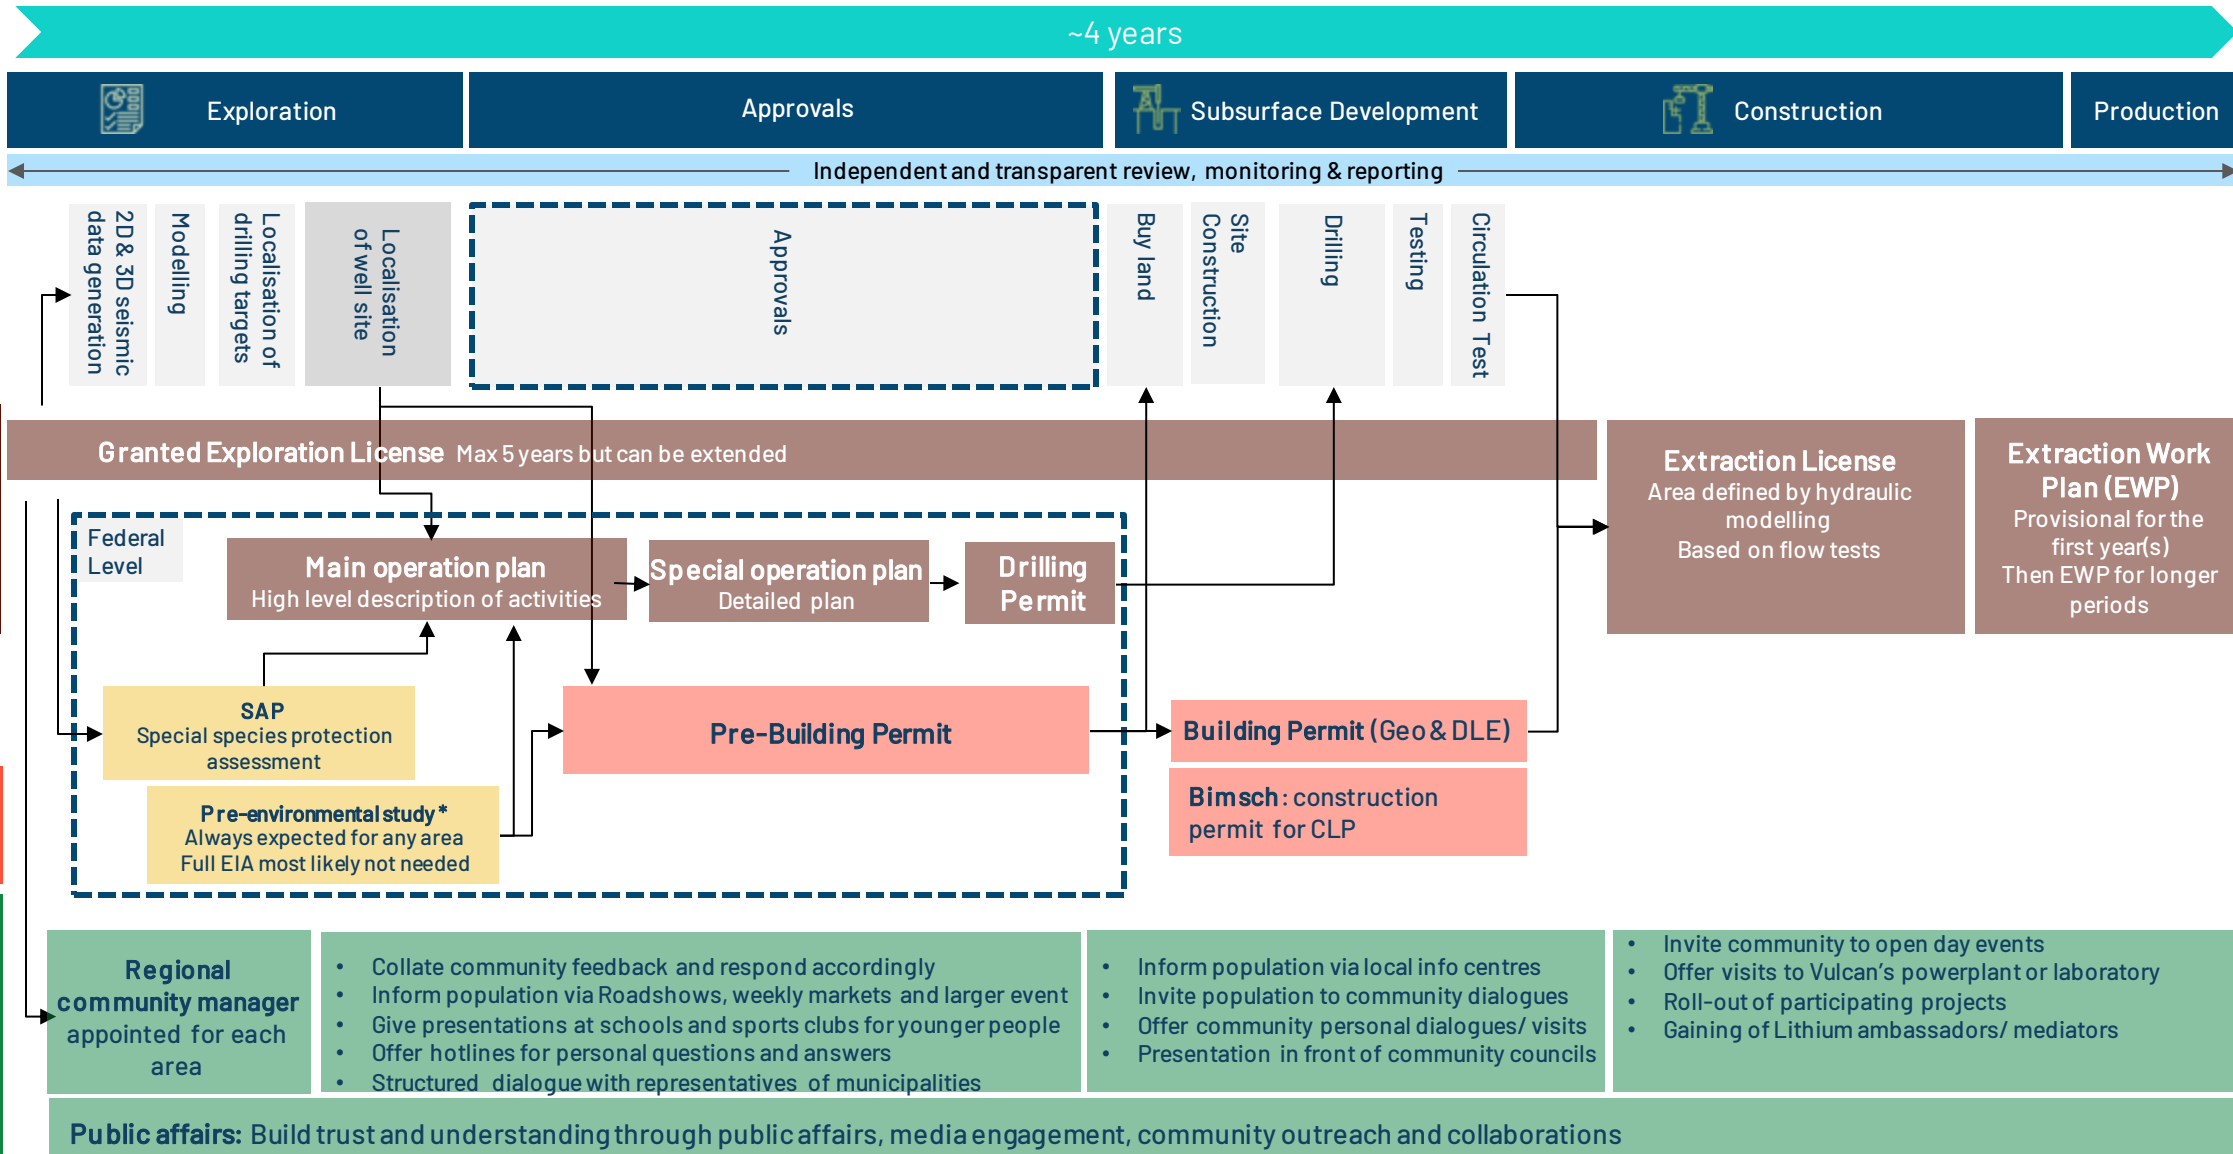 ~4 years
Exploration
Approvals
Subsurface Development
Construction
Production
Independent and transparent review, monitoring & reporting
2D & 3D seismic
data generation
Modelling
Localisation of
drilling targets
Localisation
of well site
Approvals
Buy land
Site
Construction
Drilling
Testing
Circulation Test
Granted Exploration License Max 5 years but can be extended
Extraction License
Area defined by hydraulic
modelling
Based on flow tests
Extraction Work
Plan (EWP)
Provisional for the
first year(s)
Then EWP for longer
periods
Federal
Level
Main operation plan
High level description of activities
Special operation plan
Detailed plan
Drilling
Permit
SAP
Special species protection
assessment
Pre-environmental study *
Always expected for any area
Full EIA most likely not needed
Pre-Building Permit
Building Permit (Geo & DLE)
Bimsch: construction
permit for CLP
Regional
community manager
appointed for each
area
• Collate community feedback and respond accordingly
• Inform population via Roadshows, weekly markets and larger event
• Give presentations at schools and sports clubs for younger people
• Offer hotlines for personal questions and answers
• Structured dialogue with representatives of municipalities
• Inform population via local info centres
• Invite population to community dialogues
• Offer community personal dialogues/ visits
• Presentation in front of community councils
• Invite community to open day events
• Offer visits to Vulcan's powerplant or laboratory
• Roll-out of participating projects
• Gaining of Lithium ambassadors/ mediators
Public affairs: Build trust and understanding through public affairs, media engagement, community outreach and collaborations